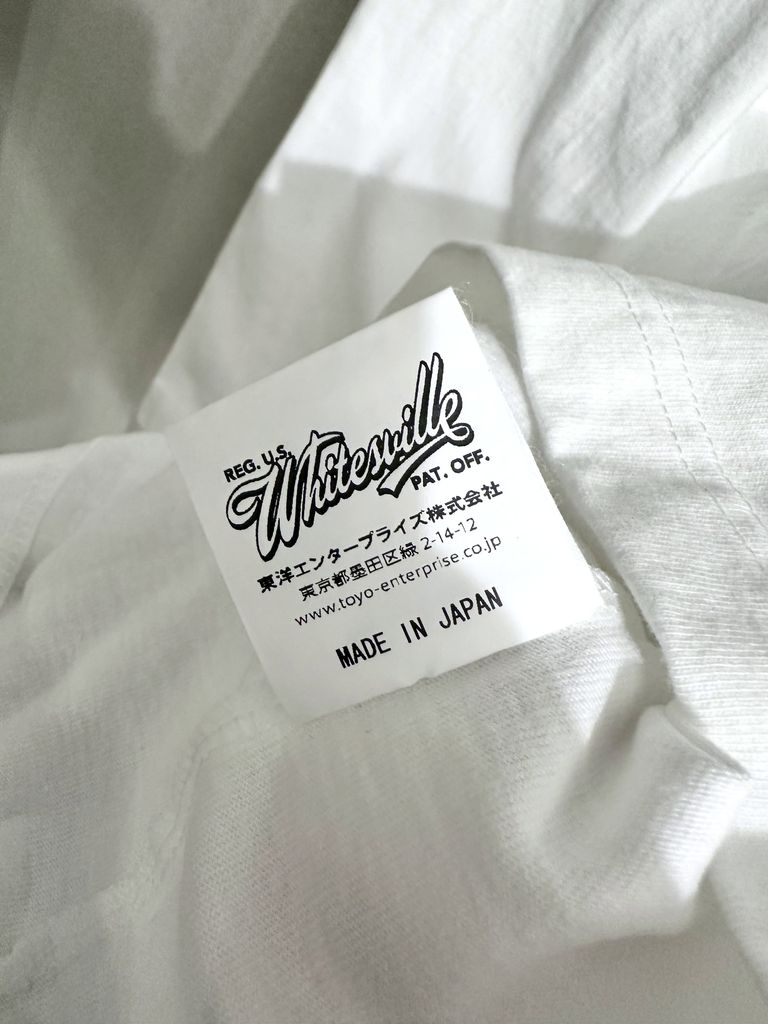 REG. U.S.
Whitesville
PAT. OFF.
東洋エンタープライズ株式会社
東京都墨田区緑 2-14-12
www.toyo-enterprise.co.jp
MADE IN JAPAN